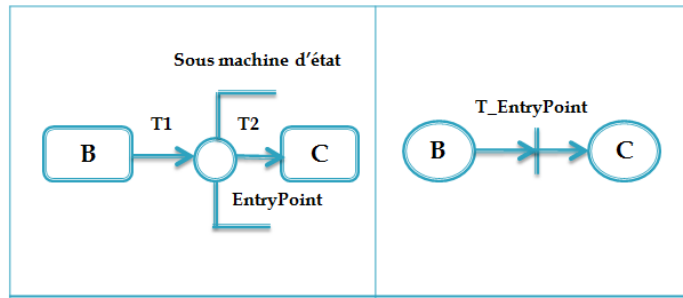 Sous machine d'état
T1
T2
B
C
EntryPoint
T_EntryPoint
B
C